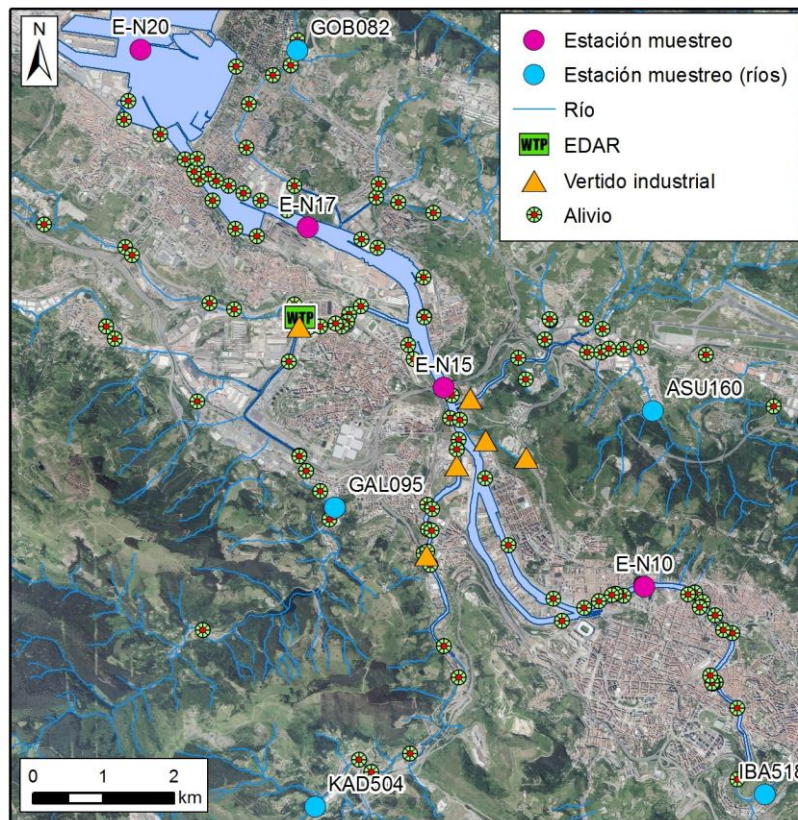 N
E-N20
GOB082
Estación muestreo
Estación muestreo (ríos)
Río
WTP EDAR
Vertido industrial
Alivio
E-N17
WTP
E-N15
ASU160
GAL095
E-N10
IBA518
KAD504
0 1 2
km